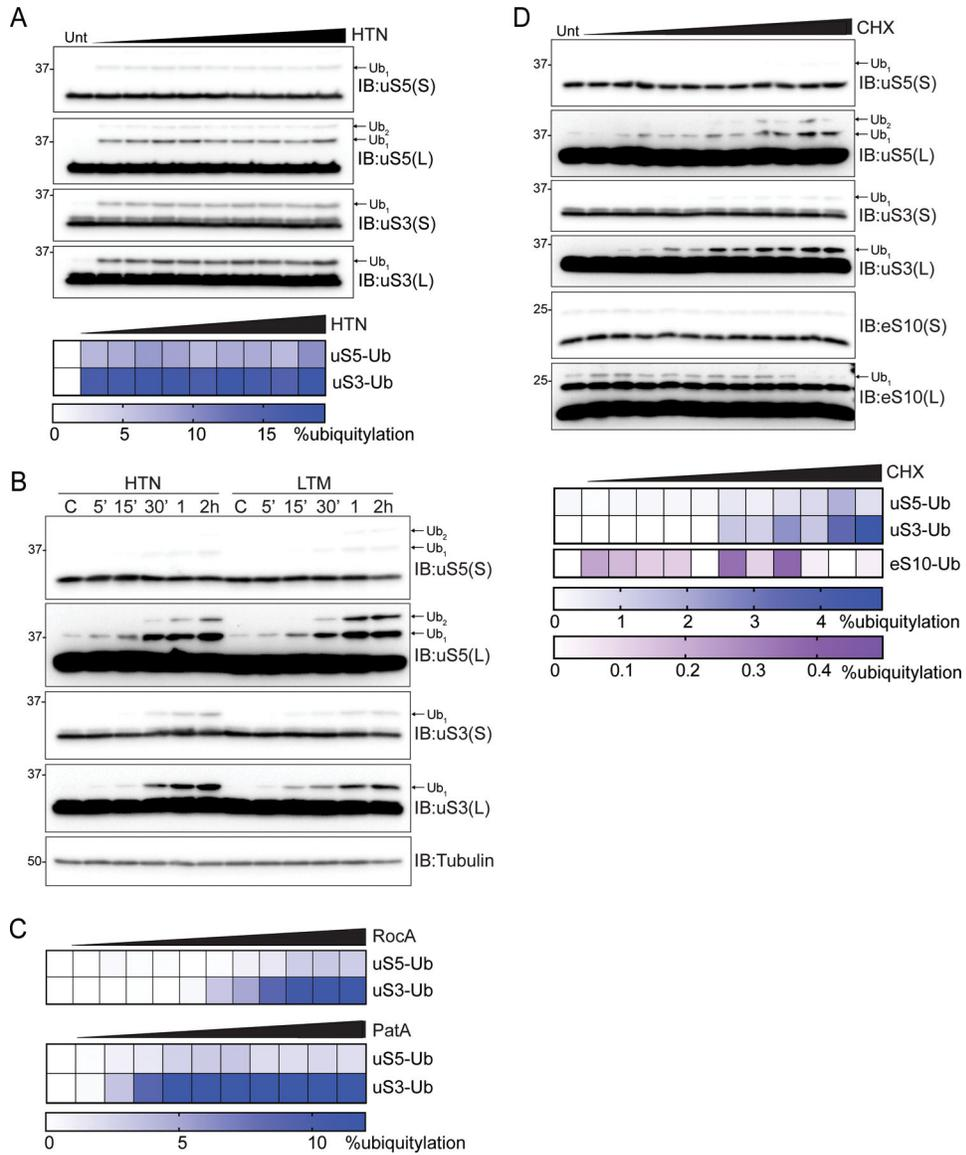 A
Unt
HTN
37
Ub1
IB:uS5(S)
Ub2
37
Ub1
IB:uS5(L)
37
Ub1
IB:uS3(S)
37
Ub1
IB:uS3(L)
HTN
uS5-Ub
uS3-Ub
0 5 10 15 %ubiquitylation
B
HTN LTM
C 5' 15' 30' 1 2h C 5' 15' 30' 1 2h
Ub2
37
Ub1
IB:uS5(S)
Ub2
37
Ub1
IB:uS5(L)
37
Ub1
IB:uS3(S)
37
Ub1
IB:uS3(L)
50
IB:Tubulin
C
RocA
uS5-Ub
uS3-Ub
PatA
uS5-Ub
uS3-Ub
0 5 10 %ubiquitylation
D
Unt
CHX
37
Ub1
IB:uS5(S)
Ub2
37
Ub1
IB:uS5(L)
37
Ub1
IB:uS3(S)
37
Ub1
IB:uS3(L)
25
IB:eS10(S)
25
Ub1
IB:eS10(L)
CHX
uS5-Ub
uS3-Ub
eS10-Ub
0 1 2 3 4 %ubiquitylation
0 0.1 0.2 0.3 0.4 %ubiquitylation